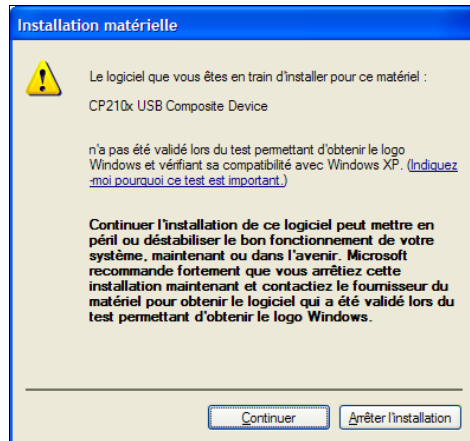 Installation matérielle
Le logiciel que vous êtes en train d'installer pour ce matériel :
CP210x USB Composite Device
n'a pas été validé lors du test permettant d'obtenir le logo
Windows et vérifiant sa compatibilité avec Windows XP. (Indiquez
-moi pourquoi ce test est important.)
Continuer l'installation de ce logiciel peut mettre en
péril ou déstabiliser le bon fonctionnement de votre
système, maintenant ou dans l'avenir. Microsoft
recommande fortement que vous arrêtiez cette
installation maintenant et contactiez le fournisseur du
matériel pour obtenir le logiciel qui a été validé lors du
test permettant d'obtenir le logo Windows.
Continuer
Arrêter l'installation